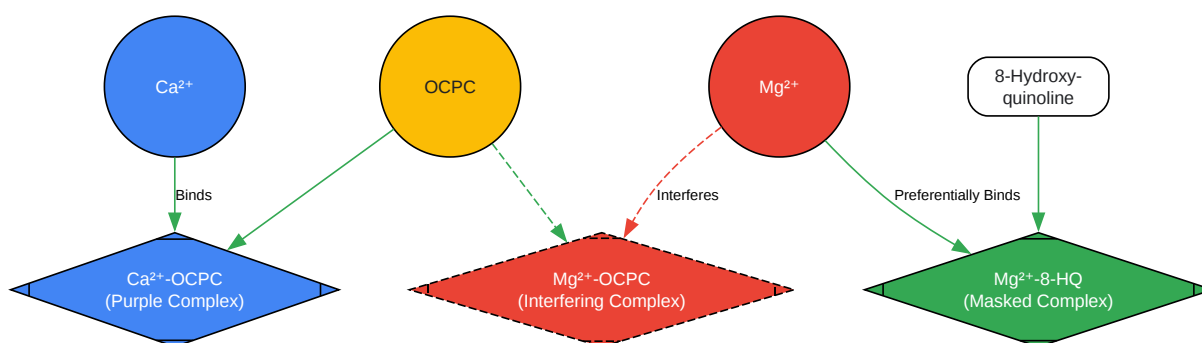 Ca²⁺
OCPC
Mg²⁺
8-Hydroxy-
quinoline
Binds
Interferes
Preferentially Binds
Ca²⁺-OCPC
(Purple Complex)
Mg²⁺-OCPC
(Interfering Complex)
Mg²⁺-8-HQ
(Masked Complex)